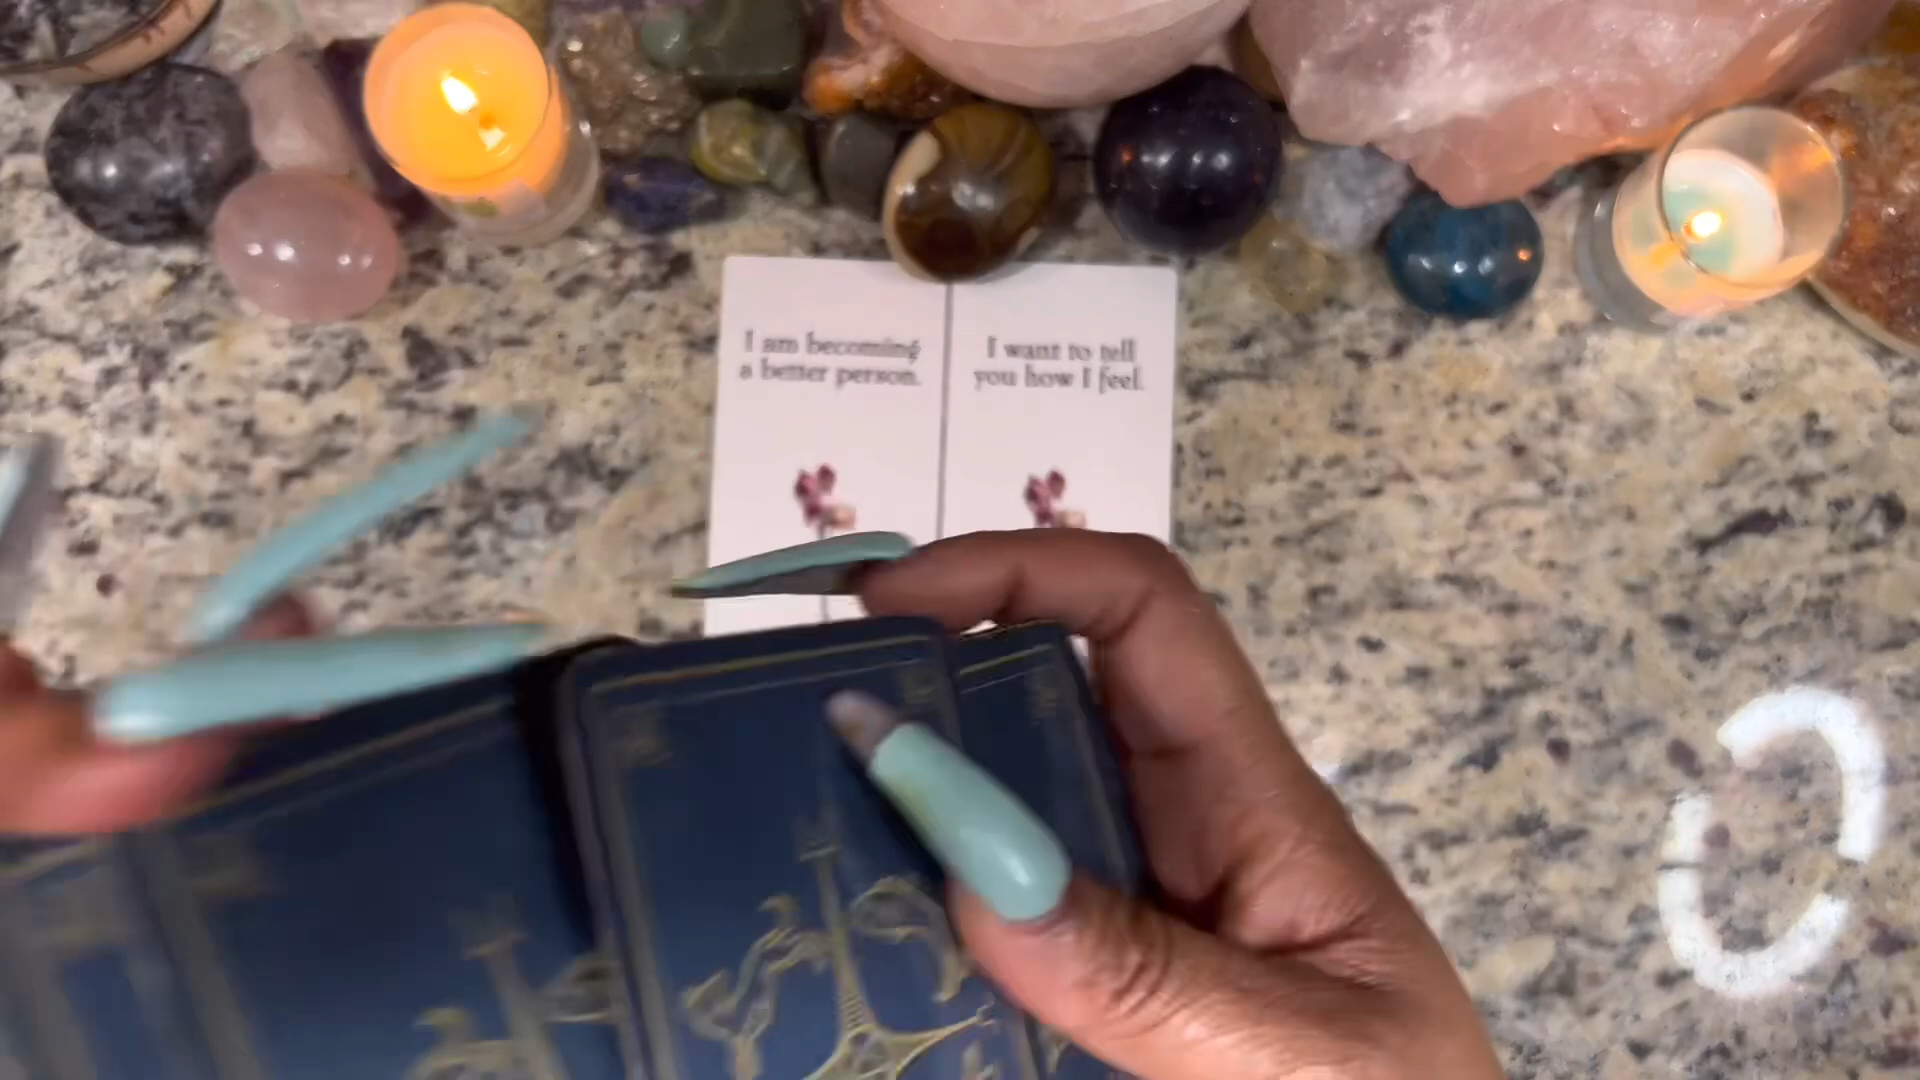 I am becoming
a better person.
I want to tell
you how I feel.